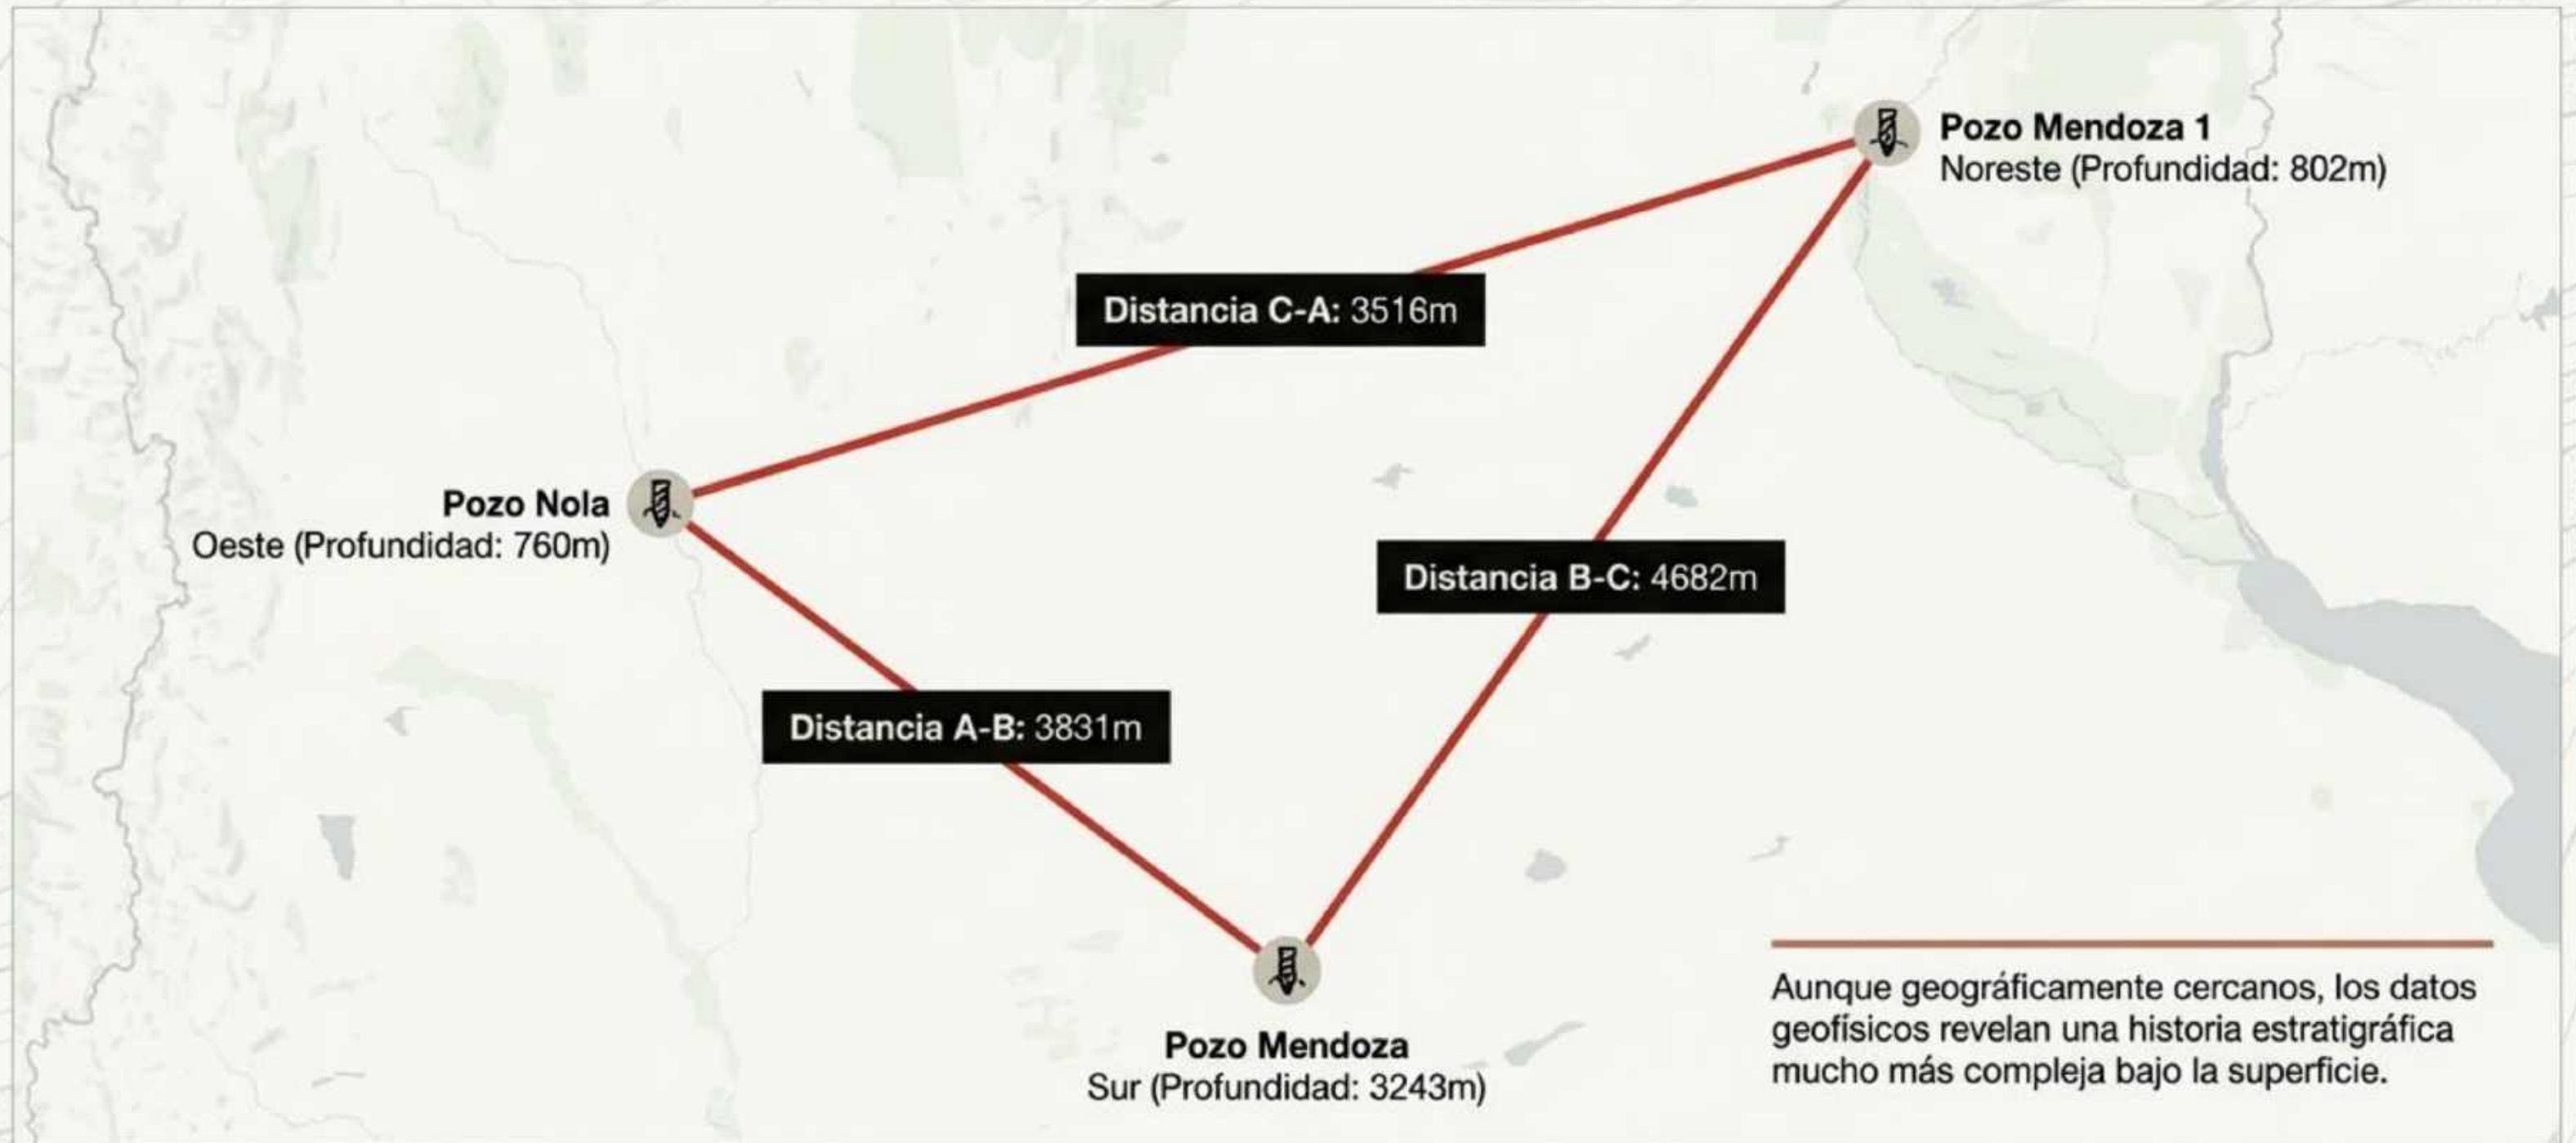 Pozo Mendoza 1
Noreste (Profundidad: 802m)
Distancia C-A: 3516m
Pozo Nola
Oeste (Profundidad: 760m)
Distancia B-C: 4682m
Distancia A-B: 3831m
Pozo Mendoza
Sur (Profundidad: 3243m)
Aunque geográficamente cercanos, los datos
geofísicos revelan una historia estratigráfica
mucho más compleja bajo la superficie.